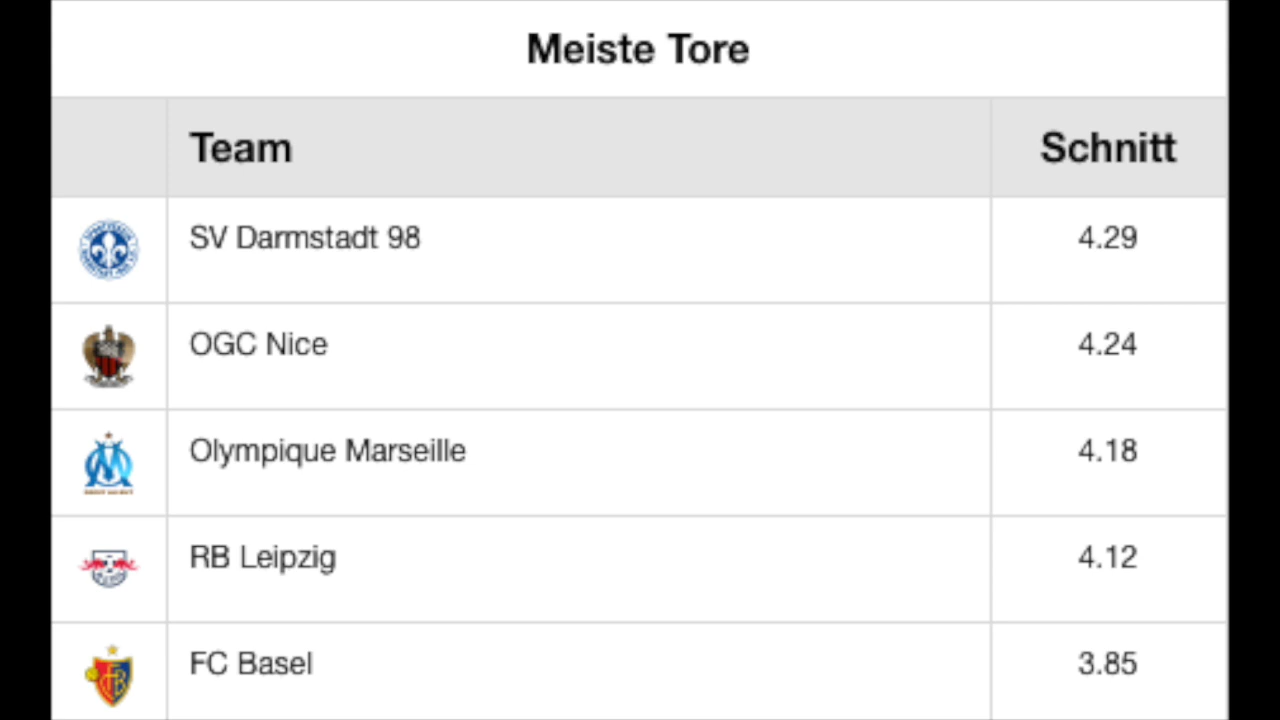 Meiste Tore
Team Schnitt
SV Darmstadt 98 4.29
OGC Nice 4.24
Olympique Marseille 4.18
RB Leipzig 4.12
FC Basel 3.85